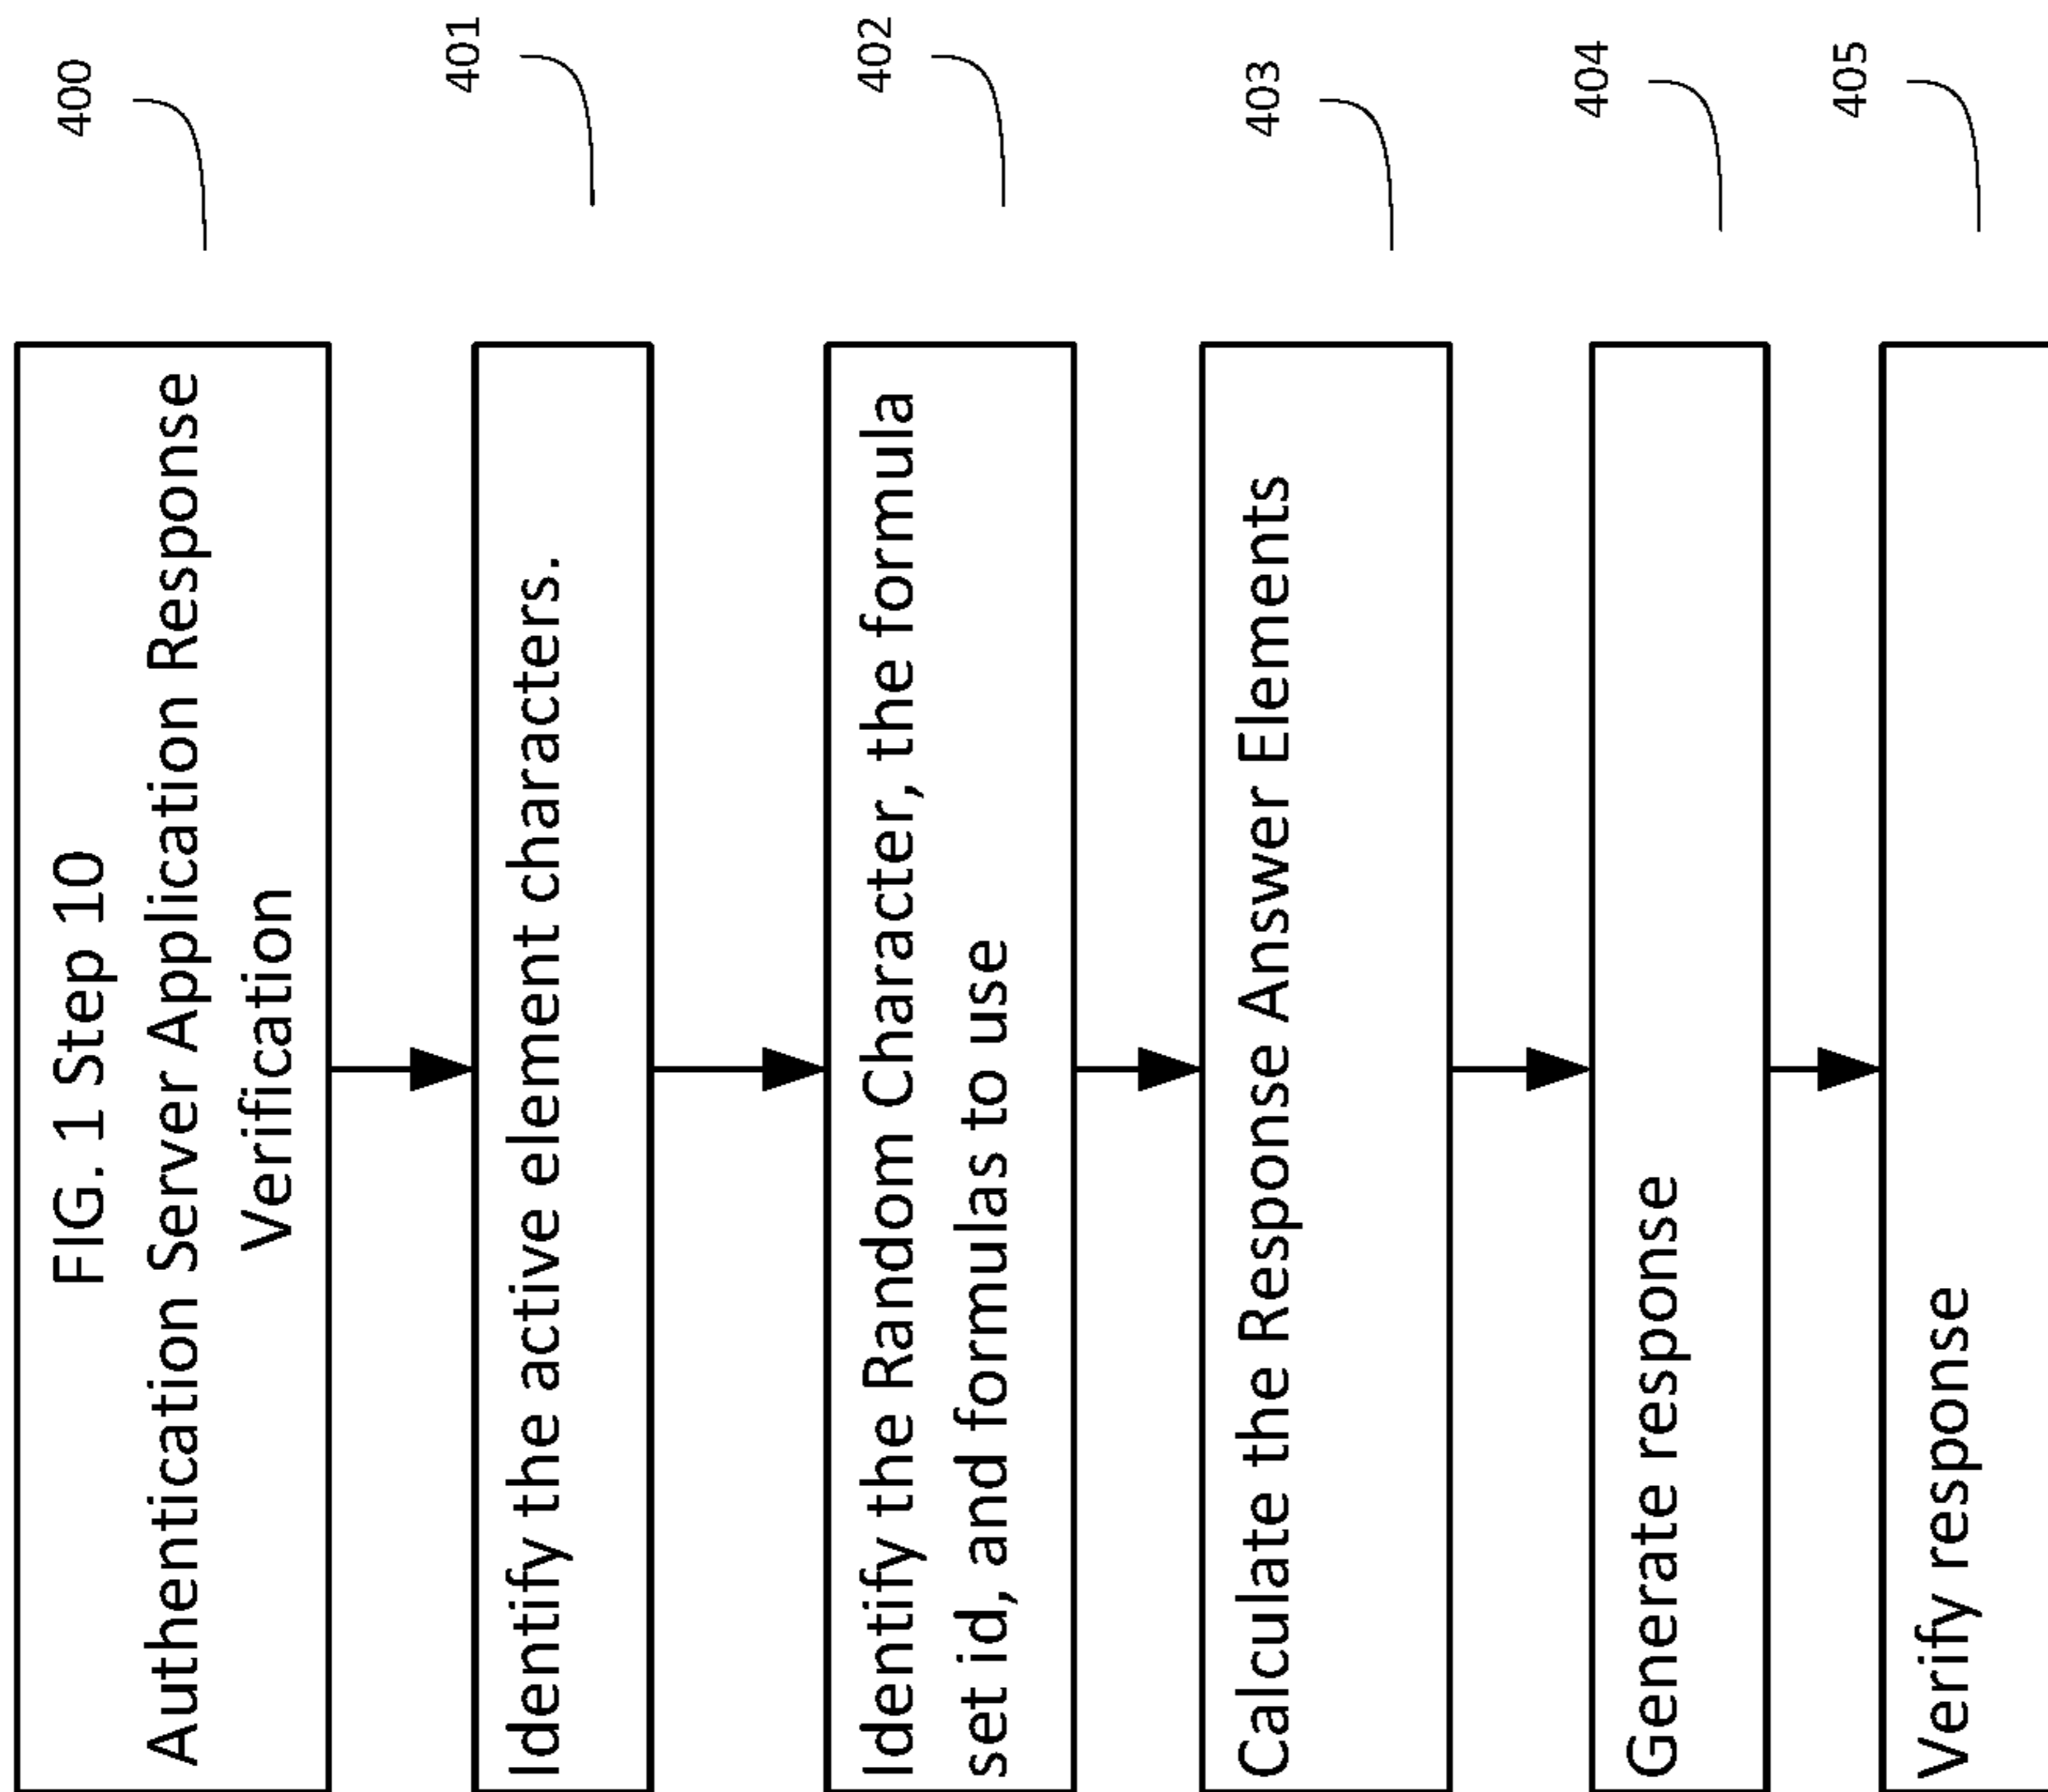 FIG. 1 Step 10
Authentication Server Application Response
Verification
400
Identify the active element characters.
401
Identify the Random Character, the formula
set id, and formulas to use
402
Calculate the Response Answer Elements
403
Generate response
404
Verify response
405